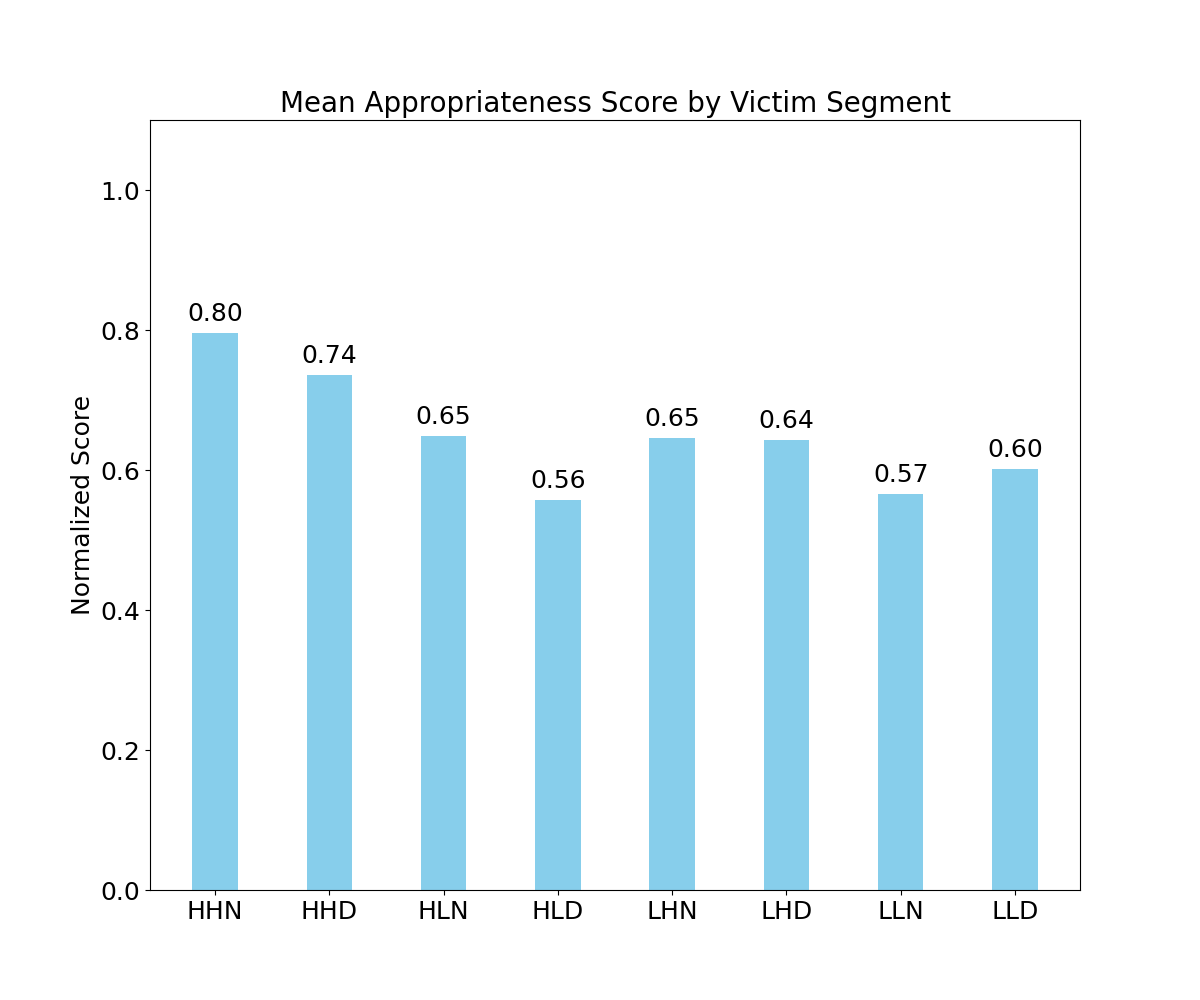 Mean Appropriateness Score by Victim Segment
Normalized Score
1.0
0.8
0.6
0.4
0.2
0.0
0.80
0.74
0.65
0.56
0.65
0.64
0.57
0.60
HHN
HHD
HLN
HLD
LHN
LHD
LLN
LLD